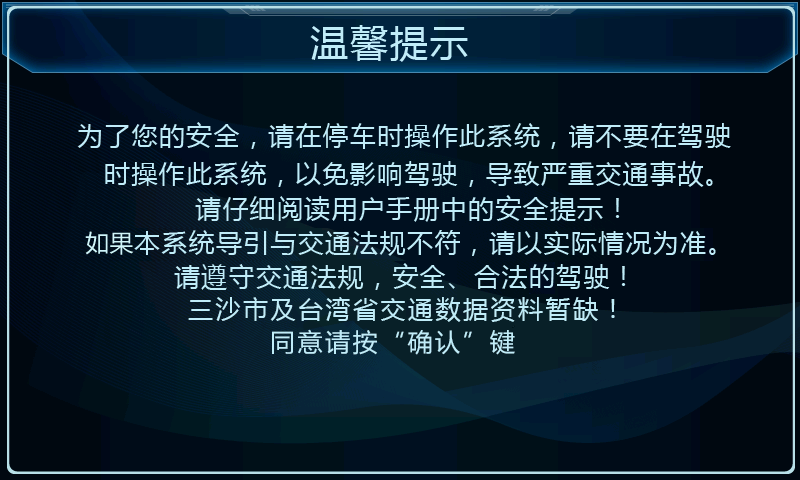 温馨提示
为了您的安全，请在停车时操作此系统，请不要在驾驶
时操作此系统，以免影响驾驶，导致严重交通事故。
请仔细阅读用户手册中的安全提示！
如果本系统导引与交通法规不符，请以实际情况为准。
请遵守交通法规，安全、合法的驾驶！
三沙市及台湾省交通数据资料暂缺！
同意请按“确认”键